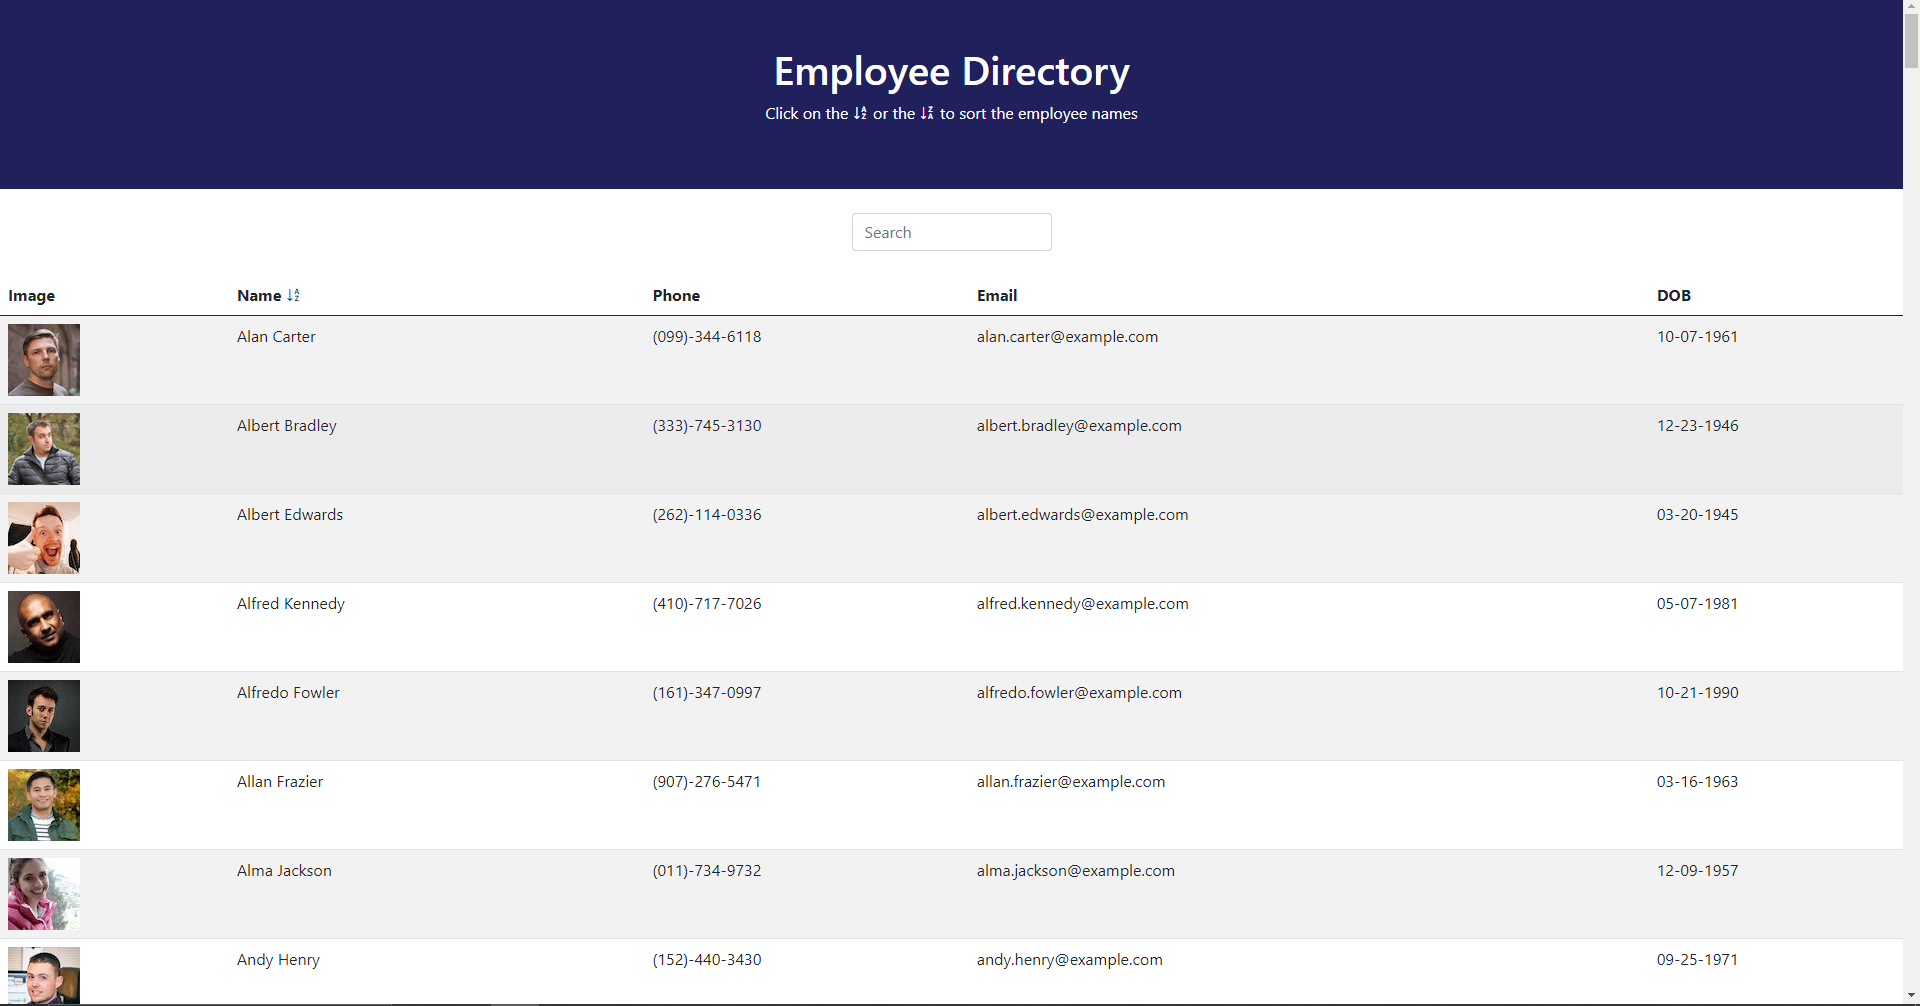 Employee Directory
Click on the or the to sort the employee names
Search
Image Name Phone Email DOB
Alan Carter (099)-344-6118 alan.carter@example.com 10-07-1961
Albert Bradley (333)-745-3130 albert.bradley@example.com 12-23-1946
Albert Edwards (262)-114-0336 albert.edwards@example.com 03-20-1945
Alfred Kennedy (410)-717-7026 alfred.kennedy@example.com 05-07-1981
Alfredo Fowler (161)-347-0997 alfredo.fowler@example.com 10-21-1990
Allan Frazier (907)-276-5471 allan.frazier@example.com 03-16-1963
Alma Jackson (011)-734-9732 alma.jackson@example.com 12-09-1957
Andy Henry (152)-440-3430 andy.henry@example.com 09-25-1971